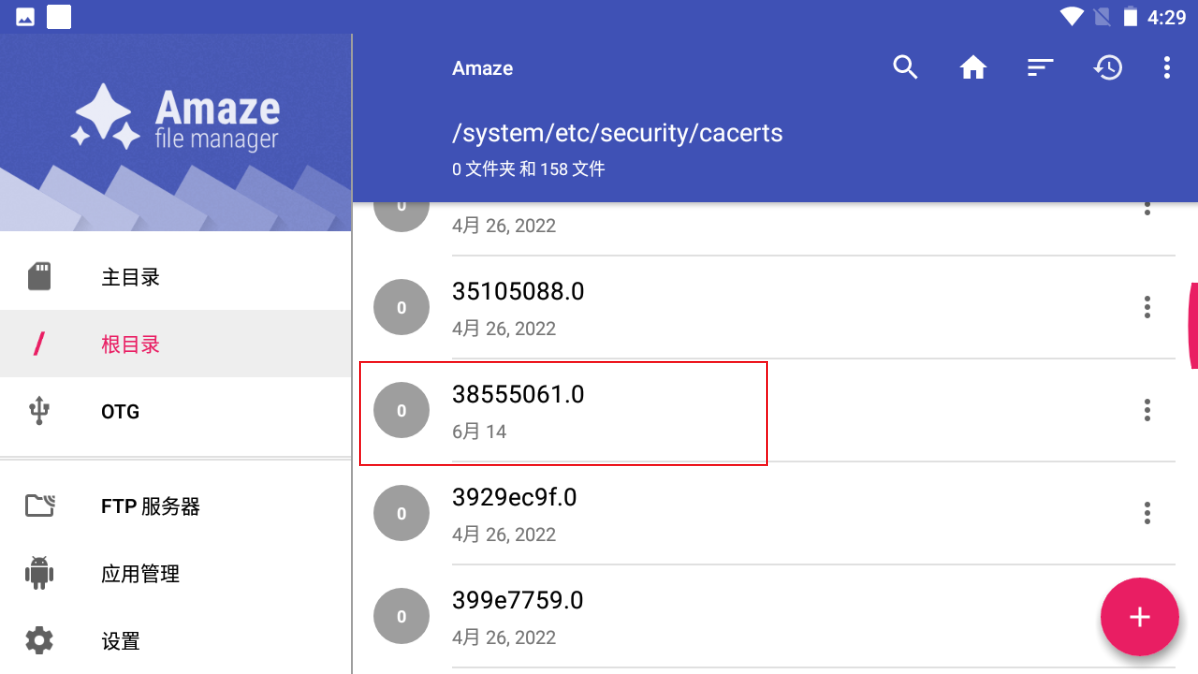 4:29
Amaze
file manager
主目录
根目录
OTG
FTP 服务器
应用管理
设置
Amaze
/system/etc/security/cacerts
0 文件夹 和 158 文件
0
4月 26, 2022
0
35105088.0
4月 26, 2022
0
38555061.0
6月 14
0
3929ec9f.0
4月 26, 2022
0
399e7759.0
4月 26, 2022